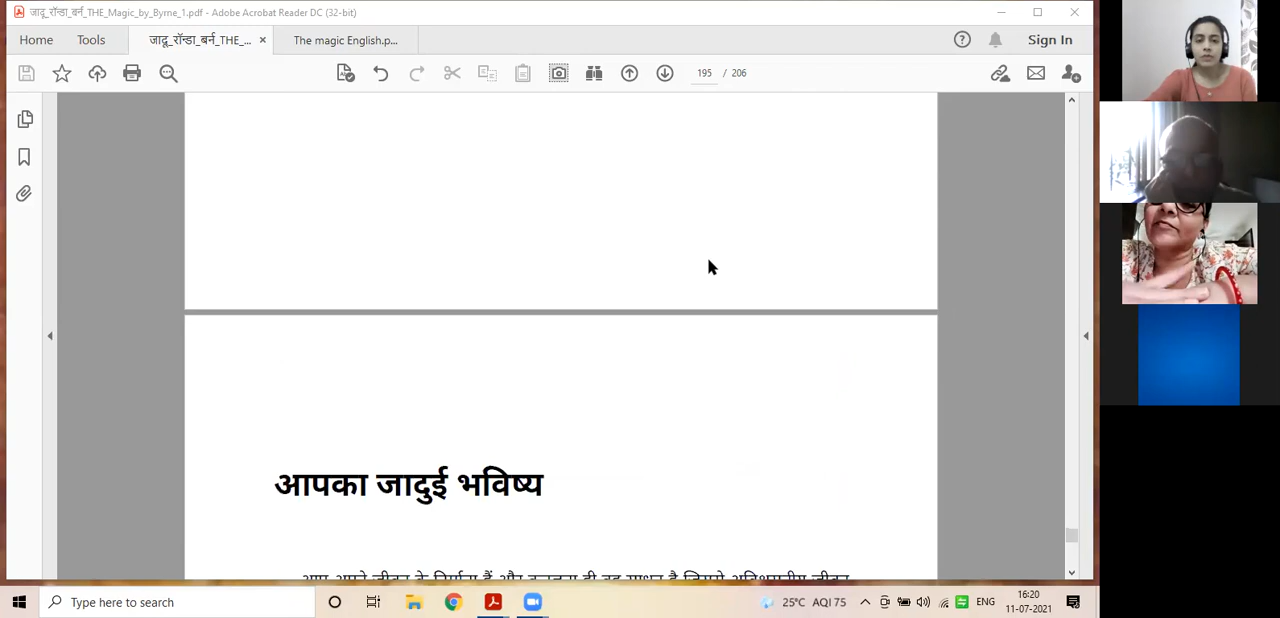 जादू_रॉन्डा_बर्न_THE_Magic_by_Byrne_1.pdf - Adobe Acrobat Reader DC (32-bit)
Home Tools जादू_रॉन्डा_बर्न_THE_... × The magic English.p... Sign In
195 / 206
आपका जादुई भविष्य
Type here to search
25°C AQI 75 ENG
16:20
11-07-2021